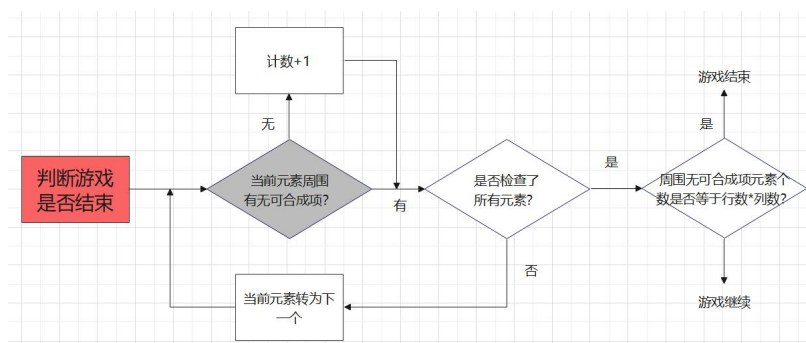 计数+1
游戏结束
无
是
判断游戏
是否结束
当前元素周围
有无可合成项?
有
是否检查了
所有元素?
是
周围无可合成项元素个
数是否等于行数*列数?
否
当前元素转为下
一个
游戏继续